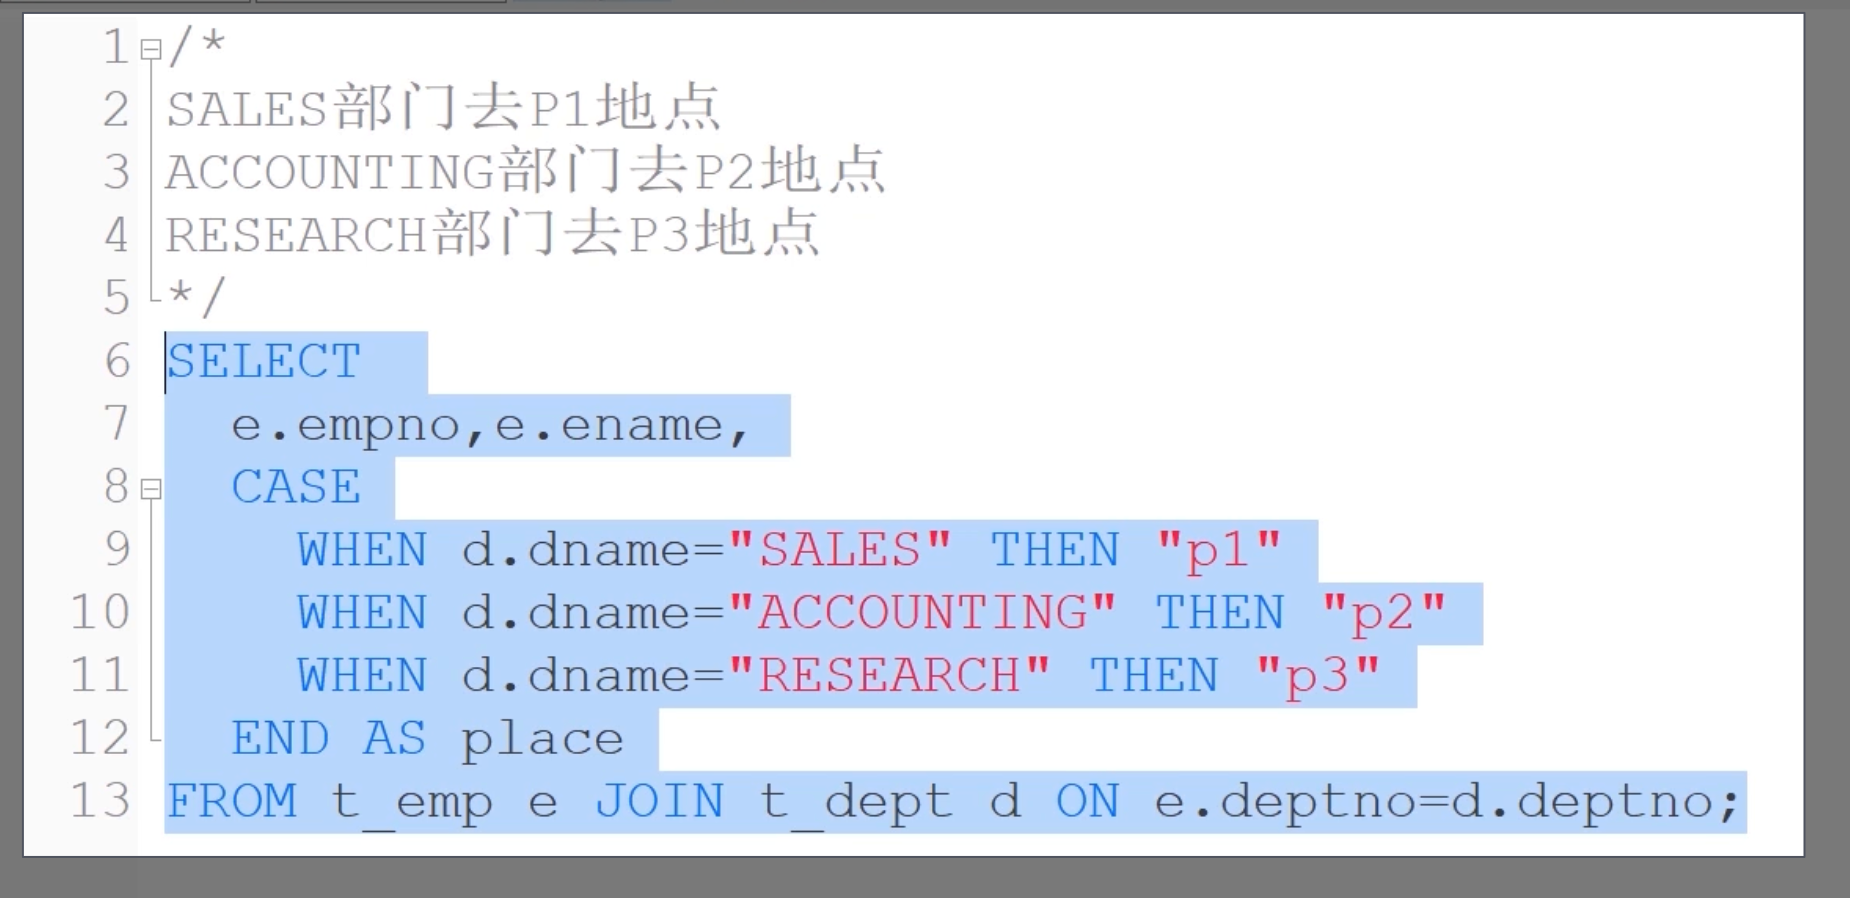 1 /*
2 SALES部门去P1地点
3 ACCOUNTING部门去P2地点
4 RESEARCH部门去P3地点
5 */
6 SELECT
7 e.empno,e.ename,
8 CASE
9 WHEN d.dname="SALES" THEN "p1"
10 WHEN d.dname="ACCOUNTING" THEN "p2"
11 WHEN d.dname="RESEARCH" THEN "p3"
12 END AS place
13 FROM t_emp e JOIN t_dept d ON e.deptno=d.deptno;